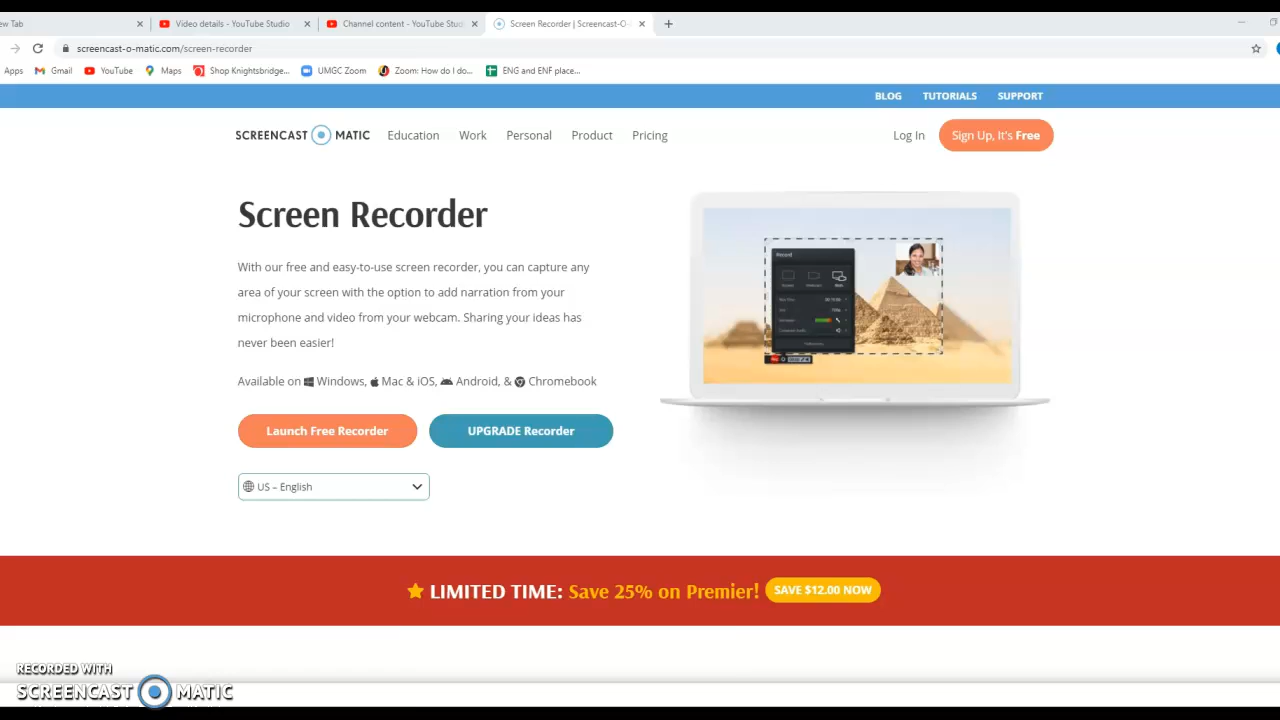 ew Tab
Video details - YouTube Studio
Channel content - YouTube Stud
Screen Recorder | Screencast-O-
screencast-o-matic.com/screen-recorder
Apps
Gmail
YouTube
Maps
Shop Knightsbridge...
UMGC Zoom
Zoom: How do I do...
ENG and ENF place...
BLOG
TUTORIALS
SUPPORT
SCREENCAST MATIC
Education
Work
Personal
Product
Pricing
Log In
Sign Up, It's Free
Screen Recorder
With our free and easy-to-use screen recorder, you can capture any
area of your screen with the option to add narration from your
microphone and video from your webcam. Sharing your ideas has
never been easier!
Available on Windows, Mac & iOS, Android, & Chromebook
Launch Free Recorder
UPGRADE Recorder
US – English
Record
LIMITED TIME: Save 25% on Premier!
SAVE $12.00 NOW
RECORDED WITH
SCREENCAST MATIC